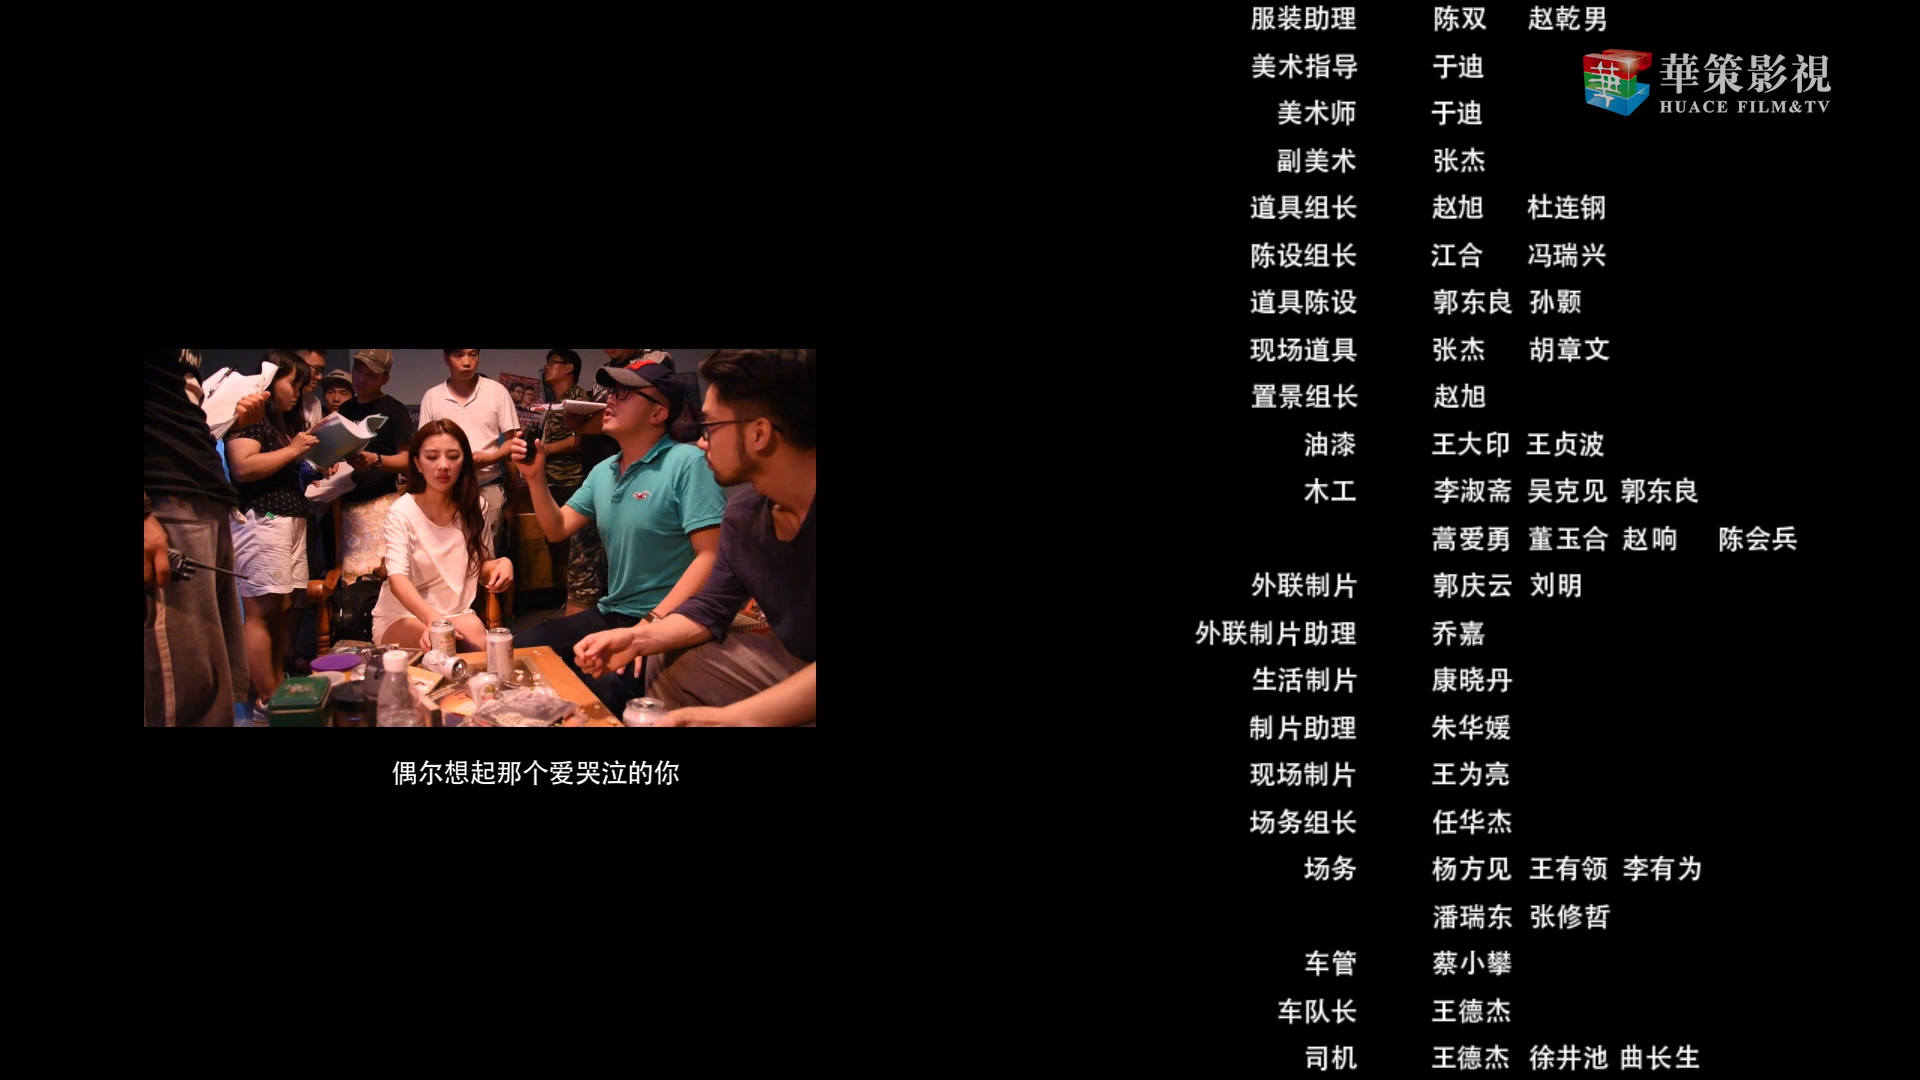 服装助理 陈双 赵乾男
美术指导 于迪
華策影視
HUACE FILM&TV
美术师 于迪
副美术 张杰
道具组长 赵旭 杜连钢
陈设组长 江合 冯瑞兴
道具陈设 郭东良 孙颢
现场道具 张杰 胡章文
置景组长 赵旭
油漆 王大印 王贞波
木工 李淑斋 吴克见 郭东良
蒿爱勇 董玉合 赵响 陈会兵
外联制片 郭庆云 刘明
外联制片助理 乔嘉
生活制片 康晓丹
制片助理 朱华媛
现场制片 王为亮
场务组长 任华杰
场务 杨方见 王有领 李有为
潘瑞东 张修哲
车管 蔡小攀
车队长 王德杰
司机 王德杰 徐井池 曲长生
偶尔想起那个爱哭泣的你